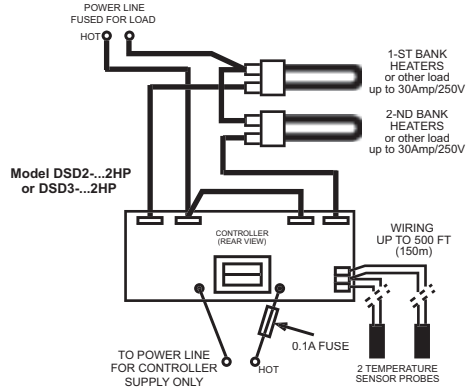 POWER LINE
FUSED FOR LOAD
HOT
1-ST BANK
HEATERS
or other load
up to 30Amp/250V
2-ND BANK
HEATERS
or other load
up to 30Amp/250V
Model DSD2-...2HP
or DSD3-...2HP
CONTROLLER
(REAR VIEW)
WIRING
UP TO 500 FT
(150m)
0.1A FUSE
TO POWER LINE
FOR CONTROLLER
SUPPLY ONLY
HOT
2 TEMPERATURE
SENSOR PROBES